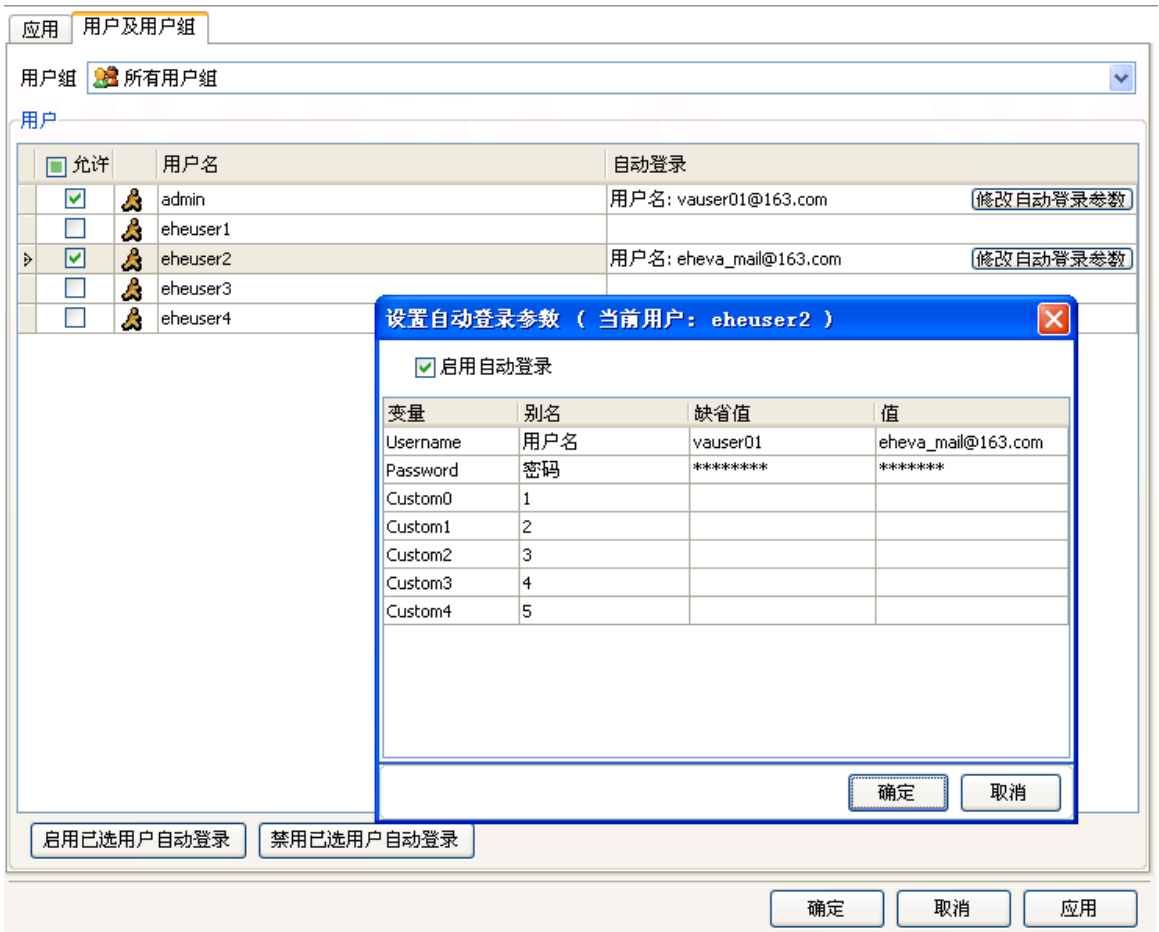 应用 用户及用户组
用户组 所有用户组
用户
允许 用户名 自动登录
admin 用户名: vauser01@163.com 修改自动登录参数
eheuser1
eheuser2 用户名: eheva_mail@163.com 修改自动登录参数
eheuser3
eheuser4
设置自动登录参数 ( 当前用户: eheuser2 )
启用自动登录
变量 别名 缺省值 值
Username 用户名 vauser01 eheva_mail@163.com
Password 密码 ******** *******
Custom0 1
Custom1 2
Custom2 3
Custom3 4
Custom4 5
确定 取消
启用已选用户自动登录 禁用已选用户自动登录
确定 取消 应用